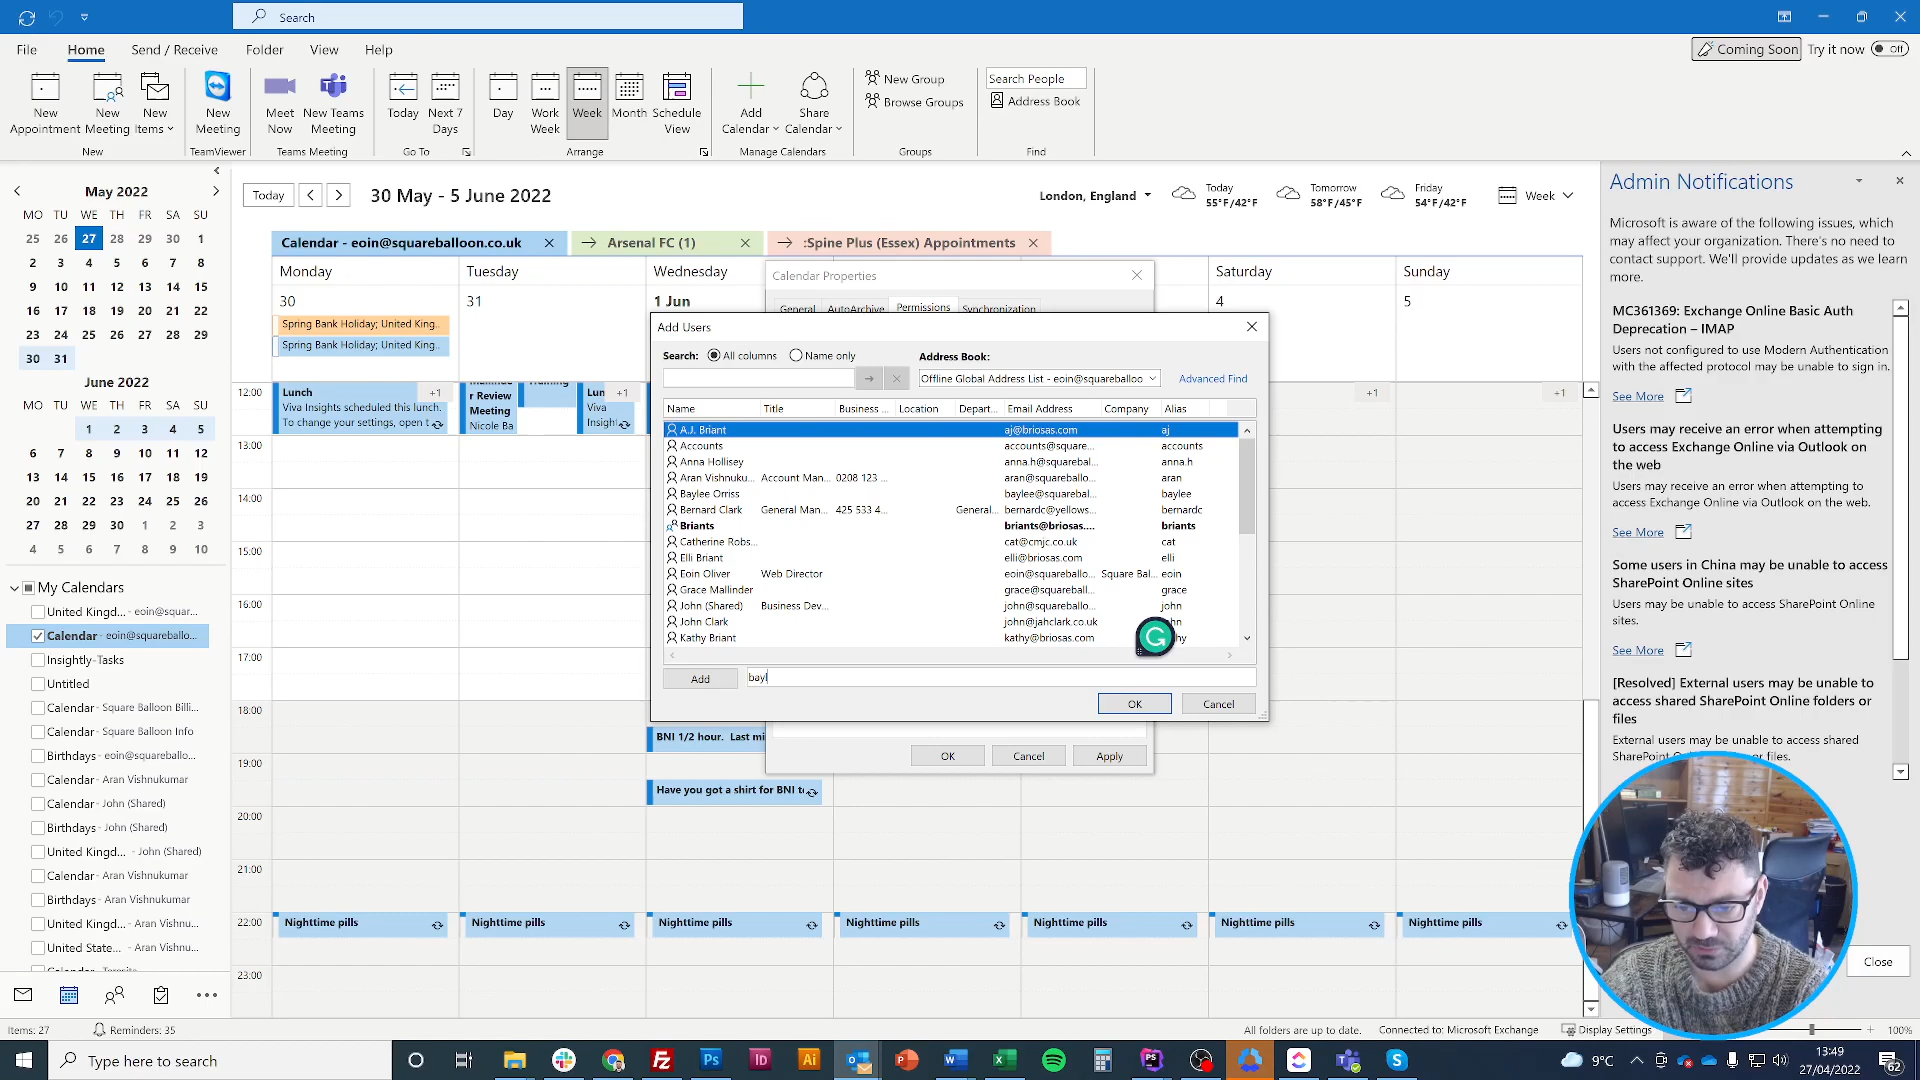 Search
File Home Send / Receive Folder View Help
Coming Soon Try it now Off
New Appointment
New Meeting
New Items
New
New Meeting
TeamViewer
Meet Now
New Teams Meeting
Teams Meeting
Today
Next 7 Days
Go To
Day
Work Week
Week
Month
Schedule View
Arrange
Add Calendar
Share Calendar
Manage Calendars
New Group
Browse Groups
Groups
Search People
Address Book
Find
May 2022
MO TU WE TH FR SA SU
25 26 27 28 29 30 1
2 3 4 5 6 7 8
9 10 11 12 13 14 15
16 17 18 19 20 21 22
23 24 25 26 27 28 29
30 31
June 2022
MO TU WE TH FR SA SU
1 2 3 4 5
6 7 8 9 10 11 12
13 14 15 16 17 18 19
20 21 22 23 24 25 26
27 28 29 30 1 2 3
4 5 6 7 8 9 10
My Calendars
United Kingd... - eoin@squar...
Calendar - eoin@squareballo...
Insightly-Tasks
Untitled
Calendar - Square Balloon Billi...
Calendar - Square Balloon Info
Birthdays - eoin@squareballo...
Calendar - Aran Vishnukumar
Calendar - John (Shared)
Birthdays - John (Shared)
United Kingd... - John (Shared)
Calendar - Aran Vishnukumar
Birthdays - Aran Vishnukumar
United Kingd... - Aran Vishnu...
United State... - Aran Vishnu...
Today
30 May - 5 June 2022
London, England
Today
55°F/42°F
Tomorrow
58°F/45°F
Friday
54°F/42°F
Week
Calendar - eoin@squareballoon.co.uk
Arsenal FC (1)
:Spine Plus (Essex) Appointments
Monday Tuesday Wednesday Saturday Sunday
30 31 1 Jun 4 5
Spring Bank Holiday; United King...
Spring Bank Holiday; United King...
12:00
Lunch +1
Viva Insights scheduled this lunch.
To change your settings, open t
r Review
Meeting
Nicole Ba
Lun +1
Viva
Insigh
+1
+1
13:00
14:00
15:00
16:00
17:00
18:00
BNI 1/2 hour. Last mi
19:00
Have you got a shirt for BNI t
20:00
21:00
22:00
Nighttime pills
Nighttime pills
Nighttime pills
Nighttime pills
Nighttime pills
Nighttime pills
Nighttime pills
23:00
Calendar Properties
General AutoArchive Permissions Synchronization
OK Cancel Apply
Add Users
Search: All columns Name only
Address Book:
Offline Global Address List - eoin@squareballoo
Advanced Find
Name Title Business ... Location Depart... Email Address Company Alias
A.J. Briant aj@briosas.com aj
Accounts accounts@square... accounts
Anna Hollisey anna.h@squarebal... anna.h
Aran Vishnuku... Account Man... 0208 123 ... aran@squareballo... aran
Baylee Orriss baylee@squarebal... baylee
Bernard Clark General Man... 425 533 4... General... bernardc@yellows... bernardc
Briants briants@briosas.... briants
Catherine Robs... cat@cmjc.co.uk cat
Elli Briant elli@briosas.com elli
Eoin Oliver Web Director eoin@squareballo... Square Bal... eoin
Grace Mallinder grace@squareball... grace
John (Shared) Business Dev... john@squareballo... john
John Clark john@jahclark.co.uk
Kathy Briant kathy@briosas.com
Add bayl
OK Cancel
Admin Notifications
Microsoft is aware of the following issues, which
may affect your organization. There's no need to
contact support. We'll provide updates as we learn
more.
MC361369: Exchange Online Basic Auth
Deprecation – IMAP
Users not configured to use Modern Authentication
with the affected protocol may be unable to sign in.
See More
Users may receive an error when attempting
to access Exchange Online via Outlook on
the web
Users may receive an error when attempting to
access Exchange Online via Outlook on the web.
See More
Some users in China may be unable to access
SharePoint Online sites
Users may be unable to access SharePoint Online
sites.
See More
[Resolved] External users may be unable to
access shared SharePoint Online folders or
files
External users may be unable to access shared
Close
Items: 27 Reminders: 35
All folders are up to date. Connected to: Microsoft Exchange Display Settings 100%
Type here to search
9°C
13:49
27/04/2022
62